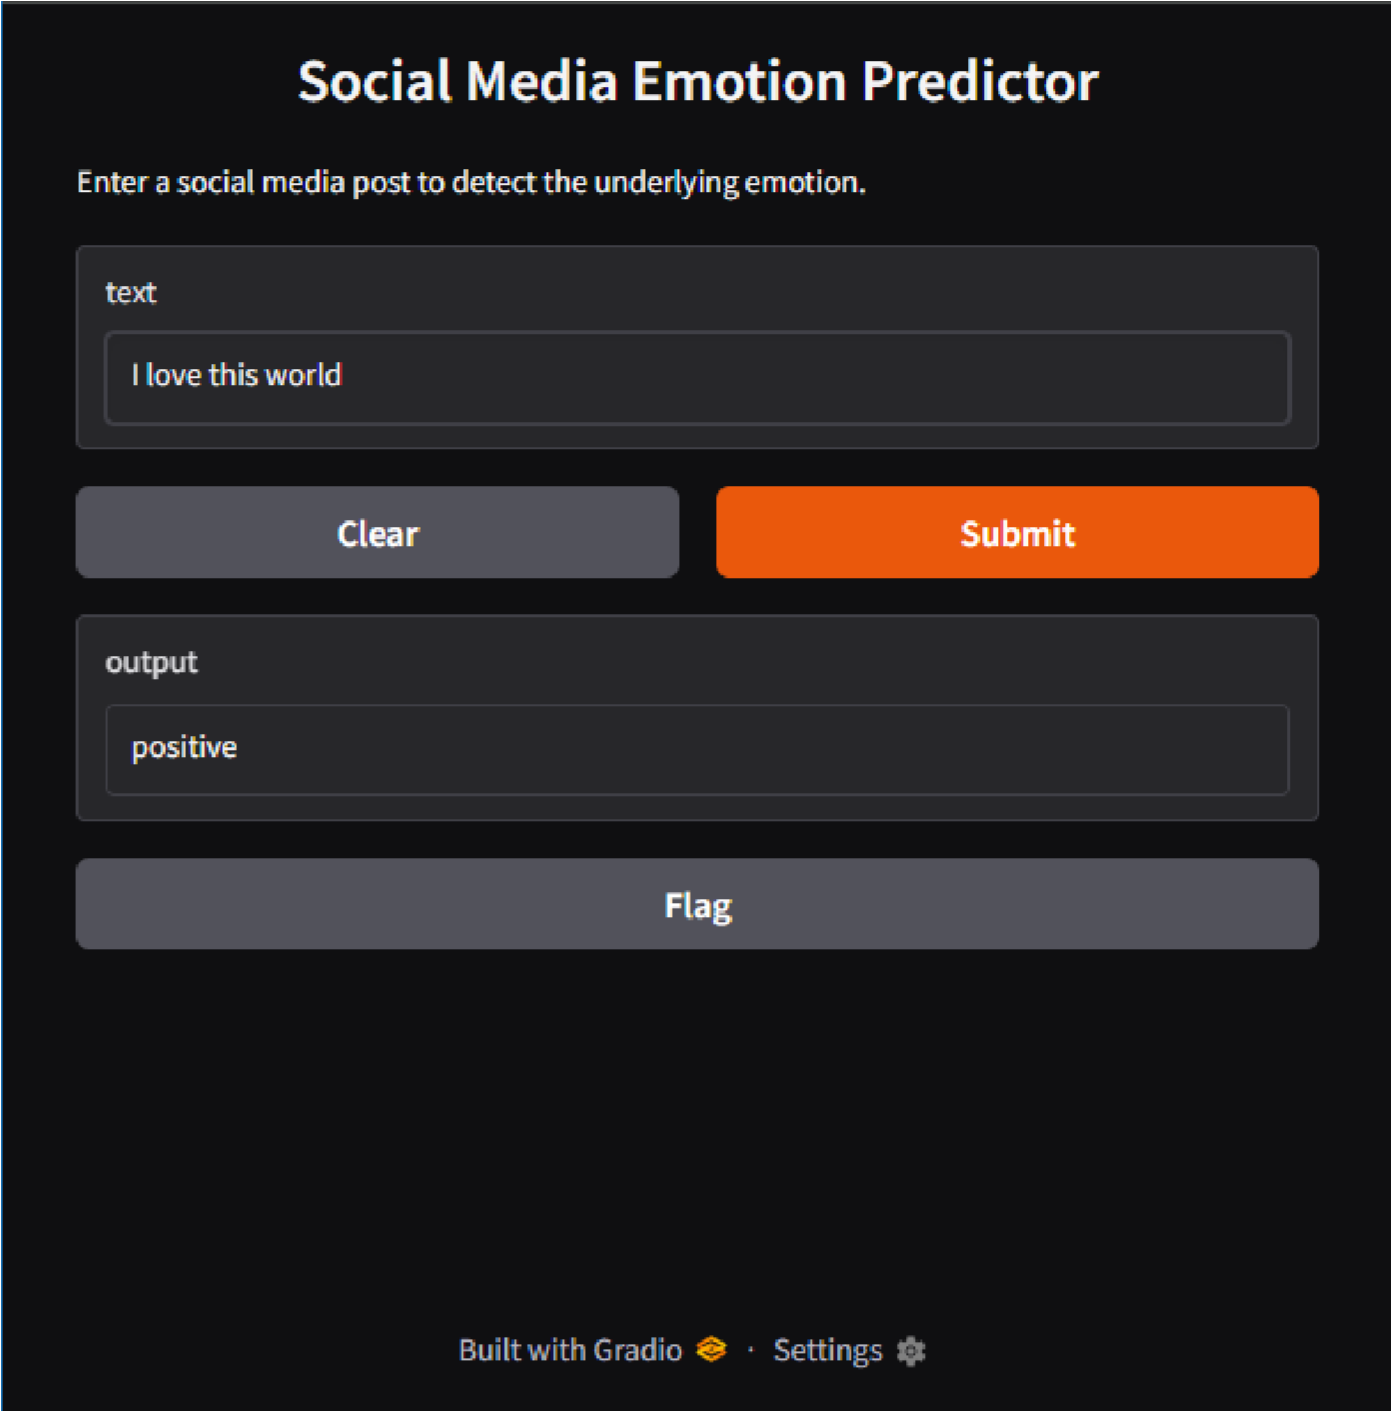 Social Media Emotion Predictor
Enter a social media post to detect the underlying emotion.
text
I love this world
Clear
Submit
output
positive
Flag
Built with Gradio · Settings